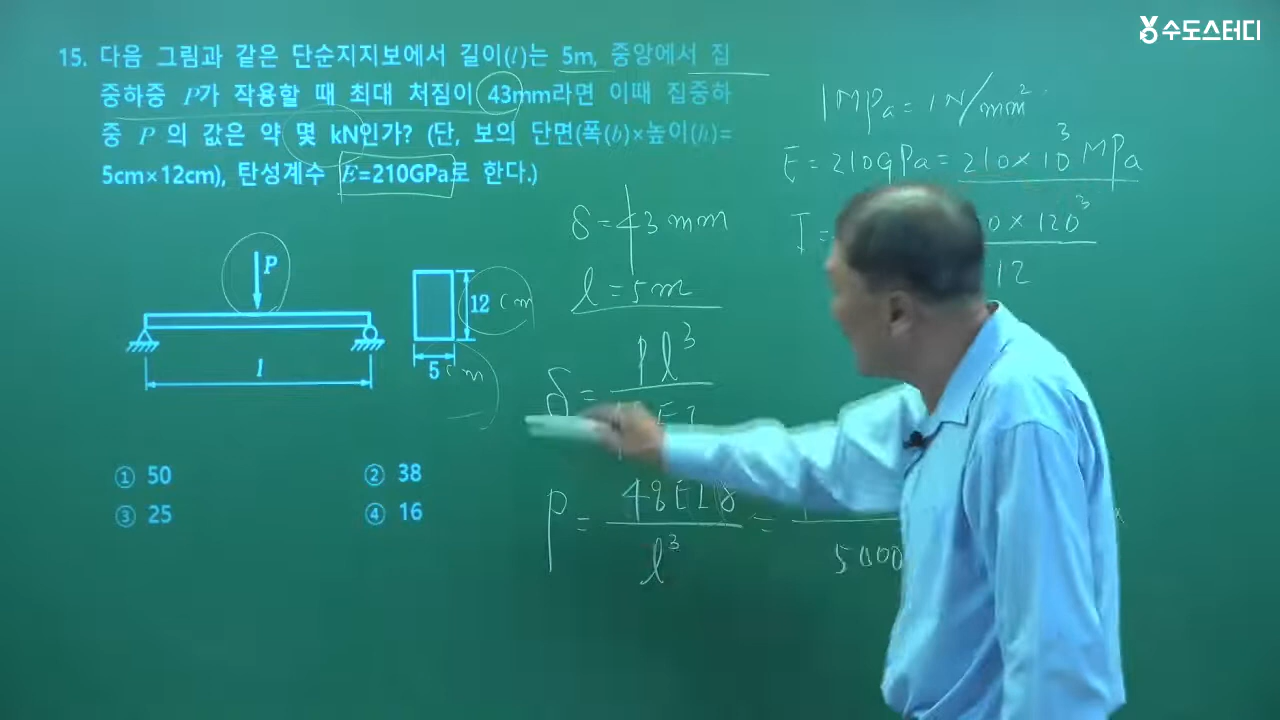 수도스터디
15. 다음 그림과 같은 단순지지보에서 길이(l)는 5m, 중앙에서 집
중하중 P가 작용할 때 최대 처짐이 43mm라면 이때 집중하
중 P 의 값은 약 몇 kN인가? (단, 보의 단면(폭(b)×높이(h)=
5cm×12cm), 탄성계수 E=210GPa로 한다.)
P
l
12 cm
5 cm
① 50
② 38
③ 25
④ 16
1MPa = 1N/mm²
E = 210GPa = 210×10³ MPa
I =
0 × 120³
12
δ = 43mm
l = 5m
δ = Pl³
EI
P = 48EIδ
l³
=
5000